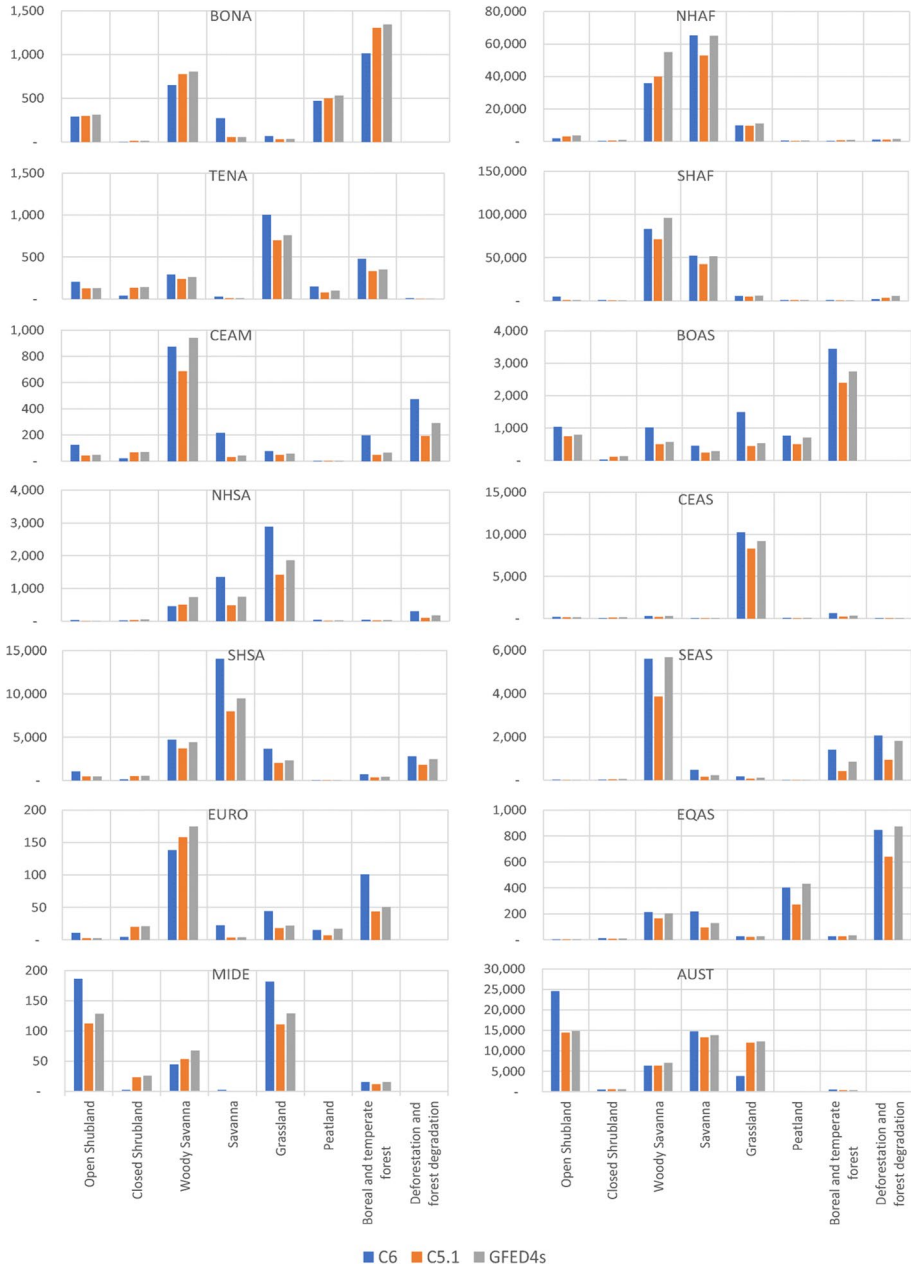 BONA
1,500
1,000
500
-
NHAF
80,000
60,000
40,000
20,000
-
TENA
1,500
1,000
500
-
SHAF
150,000
100,000
50,000
-
CEAM
1,000
800
600
400
200
-
BOAS
4,000
3,000
2,000
1,000
-
NHSA
4,000
3,000
2,000
1,000
-
CEAS
15,000
10,000
5,000
-
SHSA
15,000
10,000
5,000
-
SEAS
6,000
4,000
2,000
-
EURO
200
150
100
50
-
EQAS
1,000
800
600
400
200
-
MIDE
200
150
100
50
-
AUST
30,000
25,000
20,000
15,000
10,000
5,000
-
Open Shubland
Closed Shrubland
Woody Savanna
Savanna
Grassland
Peatland
Boreal and temperate
forest
Deforestation and
forest degradation
Open Shubland
Closed Shrubland
Woody Savanna
Savanna
Grassland
Peatland
Boreal and temperate
forest
Deforestation and
forest degradation
C6 C5.1 GFED4s